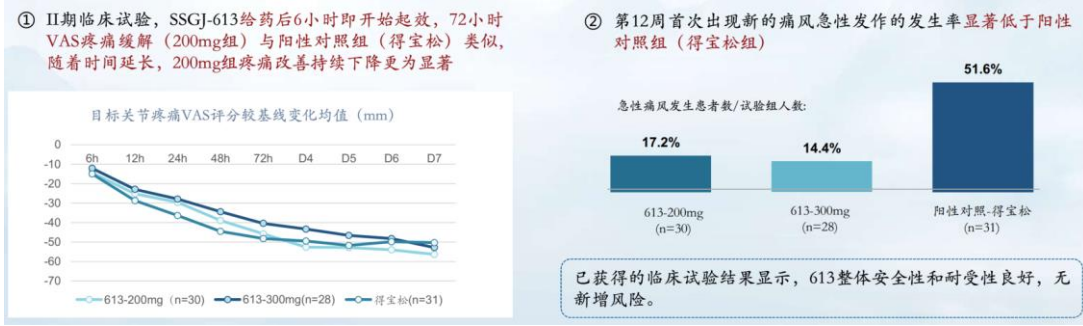 ① II期临床试验，SSGJ-613给药后6小时即开始起效，72小时
VAS疼痛缓解（200mg组）与阳性对照组（得宝松）类似，
随着时间延长，200mg组疼痛改善持续下降更为显著
目标关节疼痛VAS评分较基线变化均值（mm）
0
6h 12h 24h 48h 72h D4 D5 D6 D7
-10
-20
-30
-40
-50
-60
-70
613-200mg（n=30） 613-300mg(n=28) 得宝松(n=31)
② 第12周首次出现新的痛风急性发作的发生率显著低于阳性
对照组（得宝松组）
急性痛风发生患者数/试验组人数:
17.2% 14.4% 51.6%
613-200mg 613-300mg 阳性对照-得宝松
(n=30) (n=28) (n=31)
已获得的临床试验结果显示，613整体安全性和耐受性良好，无
新增风险。